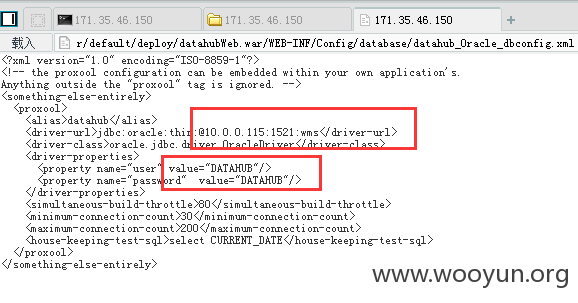 171.35.46.150
171.35.46.150
171.35.46.150
載入
r/default/deploy/datahubWeb.war/WEB-INF/Config/database/datahub_Oracle_dbconfig.xml
<?xml version="1.0" encoding="ISO-8859-1"?>
<!-- the proxool configuration can be embedded within your own application's.
Anything outside the "proxool" tag is ignored. -->
<something-else-entirely>
<proxool>
<alias>datahub</alias>
<driver-url>jdbc:oracle:thin:@10.0.0.115:1521:wms</driver-url>
<driver-class>oracle.jdbc.driver.OracleDriver</driver-class>
<driver-properties>
<property name="user" value="DATAHUB"/>
<property name="password" value="DATAHUB"/>
</driver-properties>
<simultaneous-build-throttle>80</simultaneous-build-throttle>
<minimum-connection-count>30</minimum-connection-count>
<maximum-connection-count>200</maximum-connection-count>
<house-keeping-test-sql>select CURRENT_DATE</house-keeping-test-sql>
</proxool>
</something-else-entirely>
www.wooyun.org